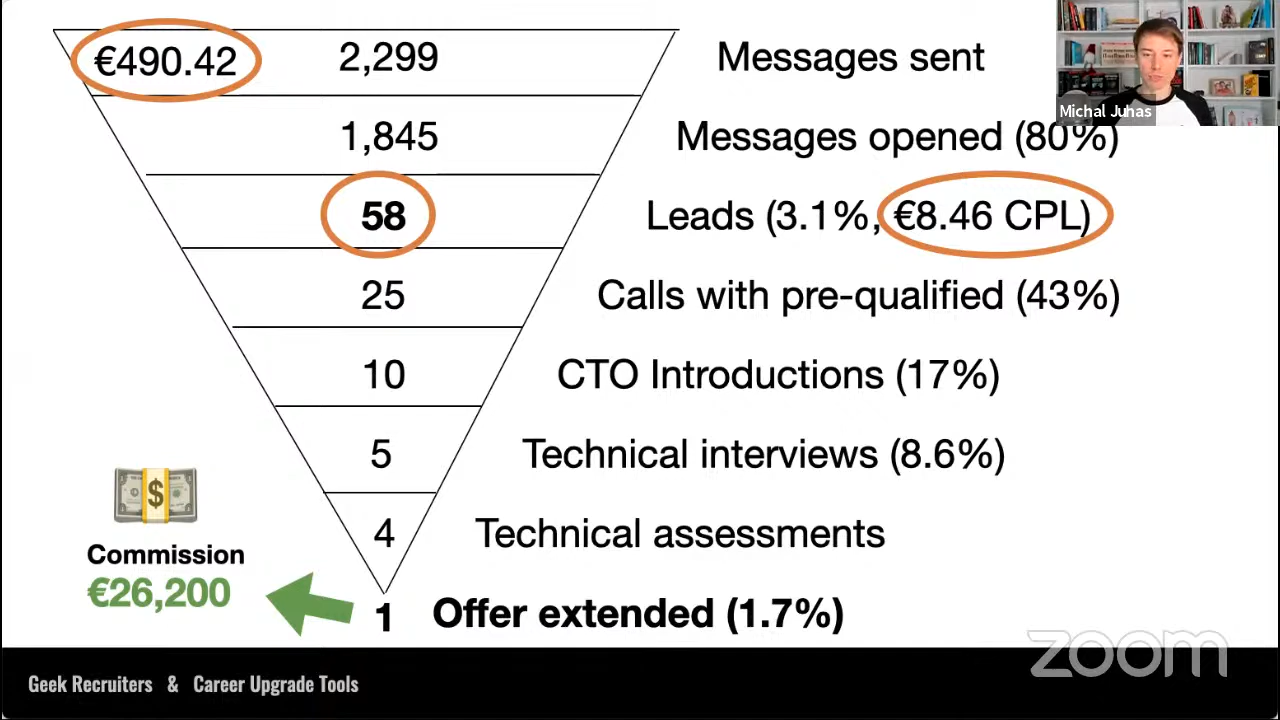 €490.42 2,299 Messages sent
Michal Juhas
1,845 Messages opened (80%)
58 Leads (3.1%, €8.46 CPL)
25 Calls with pre-qualified (43%)
10 CTO Introductions (17%)
5 Technical interviews (8.6%)
$
4 Technical assessments
Commission
€26,200
1 Offer extended (1.7%)
zoom
Geek Recruiters & Career Upgrade Tools